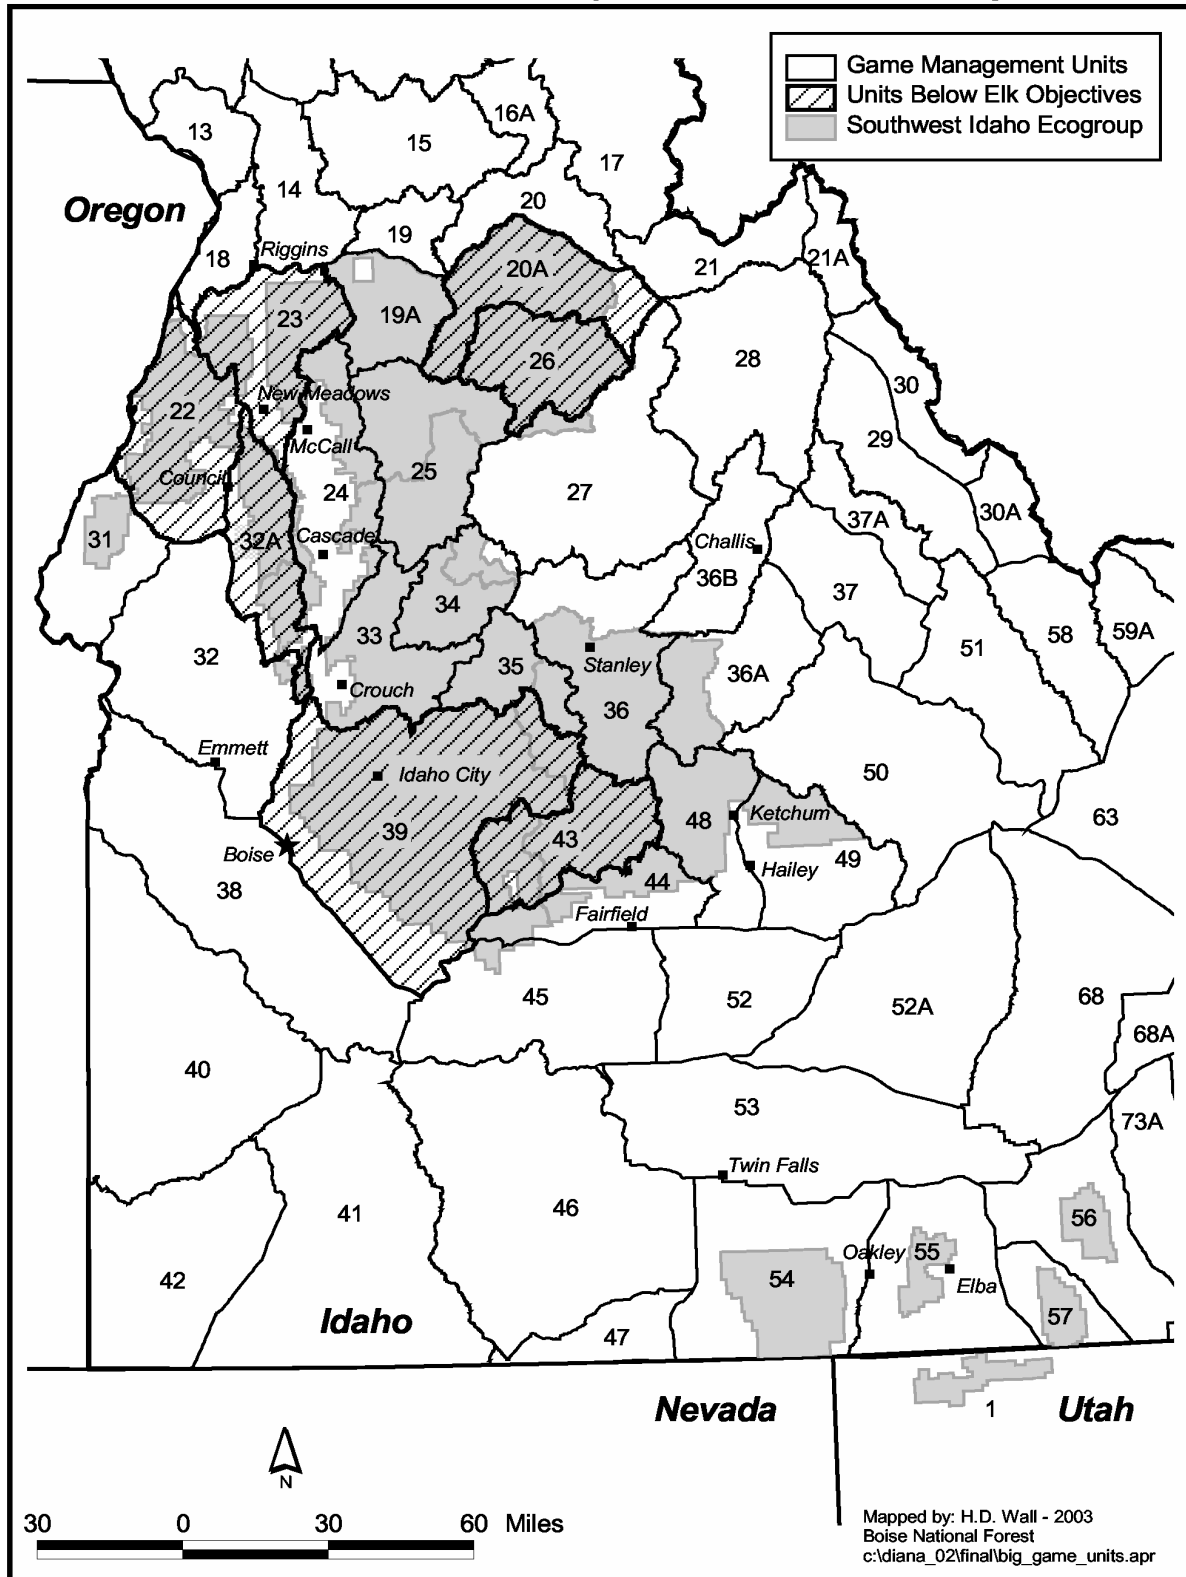 Game Management Units
Units Below Elk Objectives
Southwest Idaho Ecogroup
13
15
16A
17
14
20
Oregon
19
18
Riggins
20A
21
21A
23
19A
28
26
30
22
New Meadows
29
McCall
25
Council
24
27
30A
37A
31
32A
Cascade
Challis
36B
37
34
33
58
59A
32
35
Stanley
51
36A
Crouch
36
Emmett
Idaho City
50
48
Ketchum
63
39
43
Boise
49
Hailey
38
44
Fairfield
45
52
52A
68
68A
40
53
73A
Twin Falls
41
46
56
42
54
Oakley
55
Elba
Idaho
47
57
Nevada
1
Utah
N
30 0 30 60 Miles
Mapped by: H.D. Wall - 2003
Boise National Forest
c:\diana_02\final\big_game_units.apr